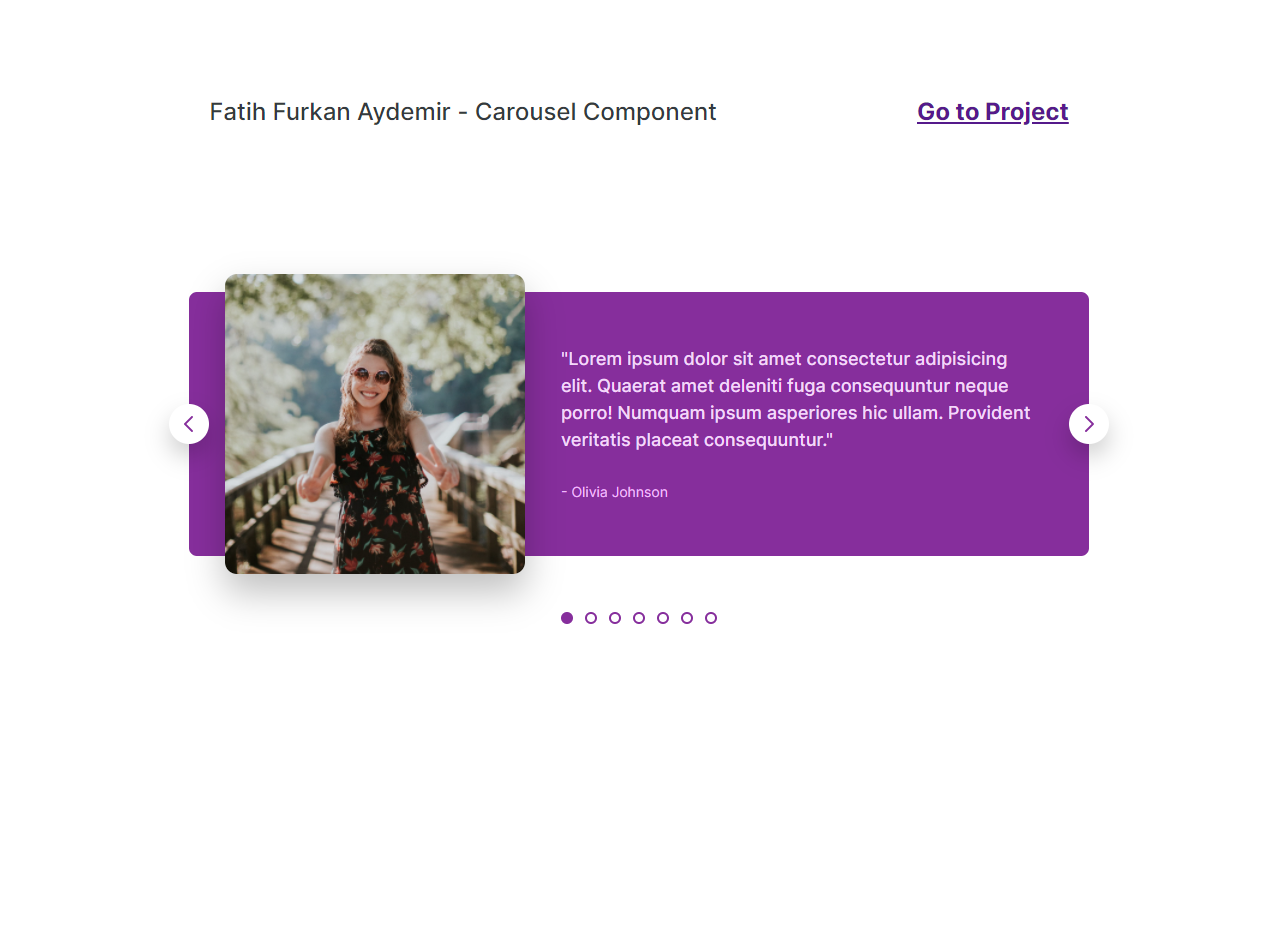 Fatih Furkan Aydemir - Carousel Component
Go to Project
"Lorem ipsum dolor sit amet consectetur adipisicing
elit. Quaerat amet deleniti fuga consequuntur neque
porro! Numquam ipsum asperiores hic ullam. Provident
veritatis placeat consequuntur."
- Olivia Johnson